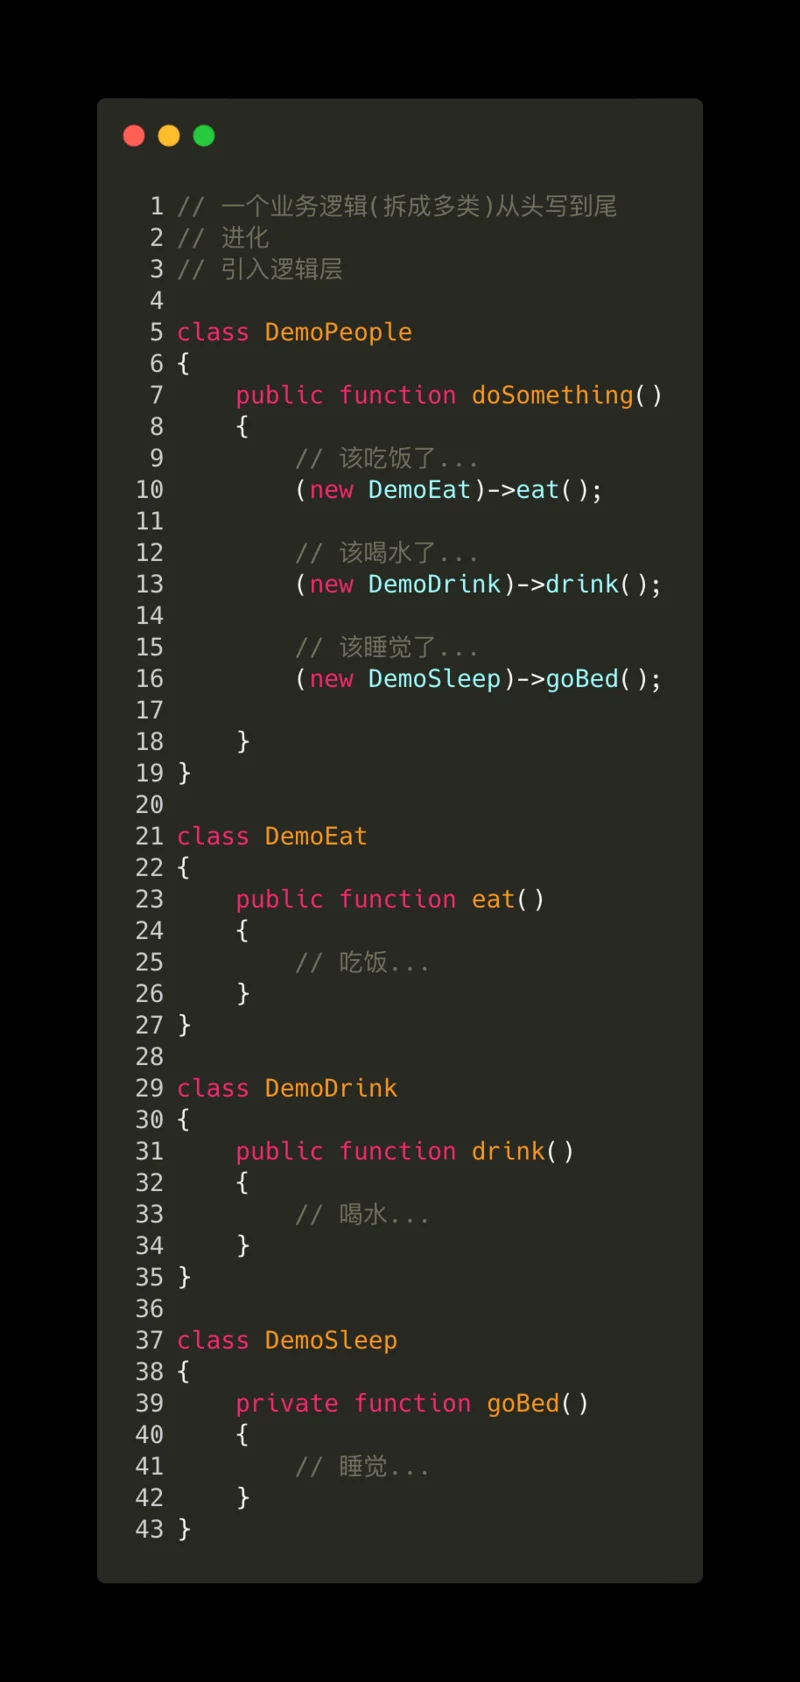 1 // 一个业务逻辑(拆成多类)从头写到尾
2 // 进化
3 // 引入逻辑层
4
5 class DemoPeople
6 {
7     public function doSomething()
8     {
9         // 该吃饭了...
10         (new DemoEat)->eat();
11
12         // 该喝水了...
13         (new DemoDrink)->drink();
14
15         // 该睡觉了...
16         (new DemoSleep)->goBed();
17
18     }
19 }
20
21 class DemoEat
22 {
23     public function eat()
24     {
25         // 吃饭...
26     }
27 }
28
29 class DemoDrink
30 {
31     public function drink()
32     {
33         // 喝水...
34     }
35 }
36
37 class DemoSleep
38 {
39     private function goBed()
40     {
41         // 睡觉...
42     }
43 }